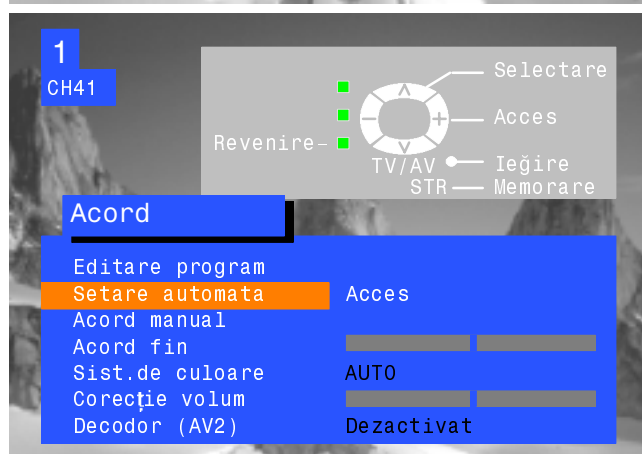 1
CH41
Selectare
Acces
Revenire
TV/AV
Ieğire
STR
Memorare
Acord
Editare program
Setare automata Acces
Acord manual
Acord fin
Sist.de culoare AUTO
Corecţie volum
Decodor (AV2) Dezactivat